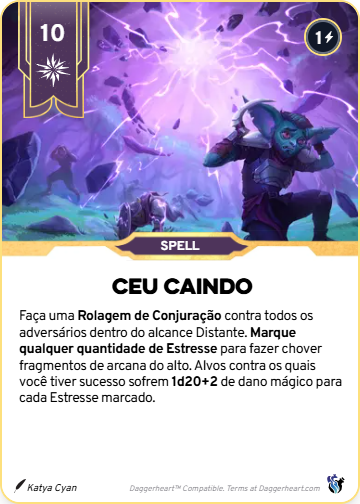 10
1
SPELL
CEU CAINDO
Faça uma Rolagem de Conjuração contra todos os
adversários dentro do alcance Distante. Marque
qualquer quantidade de Estresse para fazer chover
fragmentos de arcana do alto. Alvos contra os quais
você tiver sucesso sofrem 1d20+2 de dano mágico para
cada Estresse marcado.
Katya Cyan
Daggerheart™ Compatible. Terms at Daggerheart.com